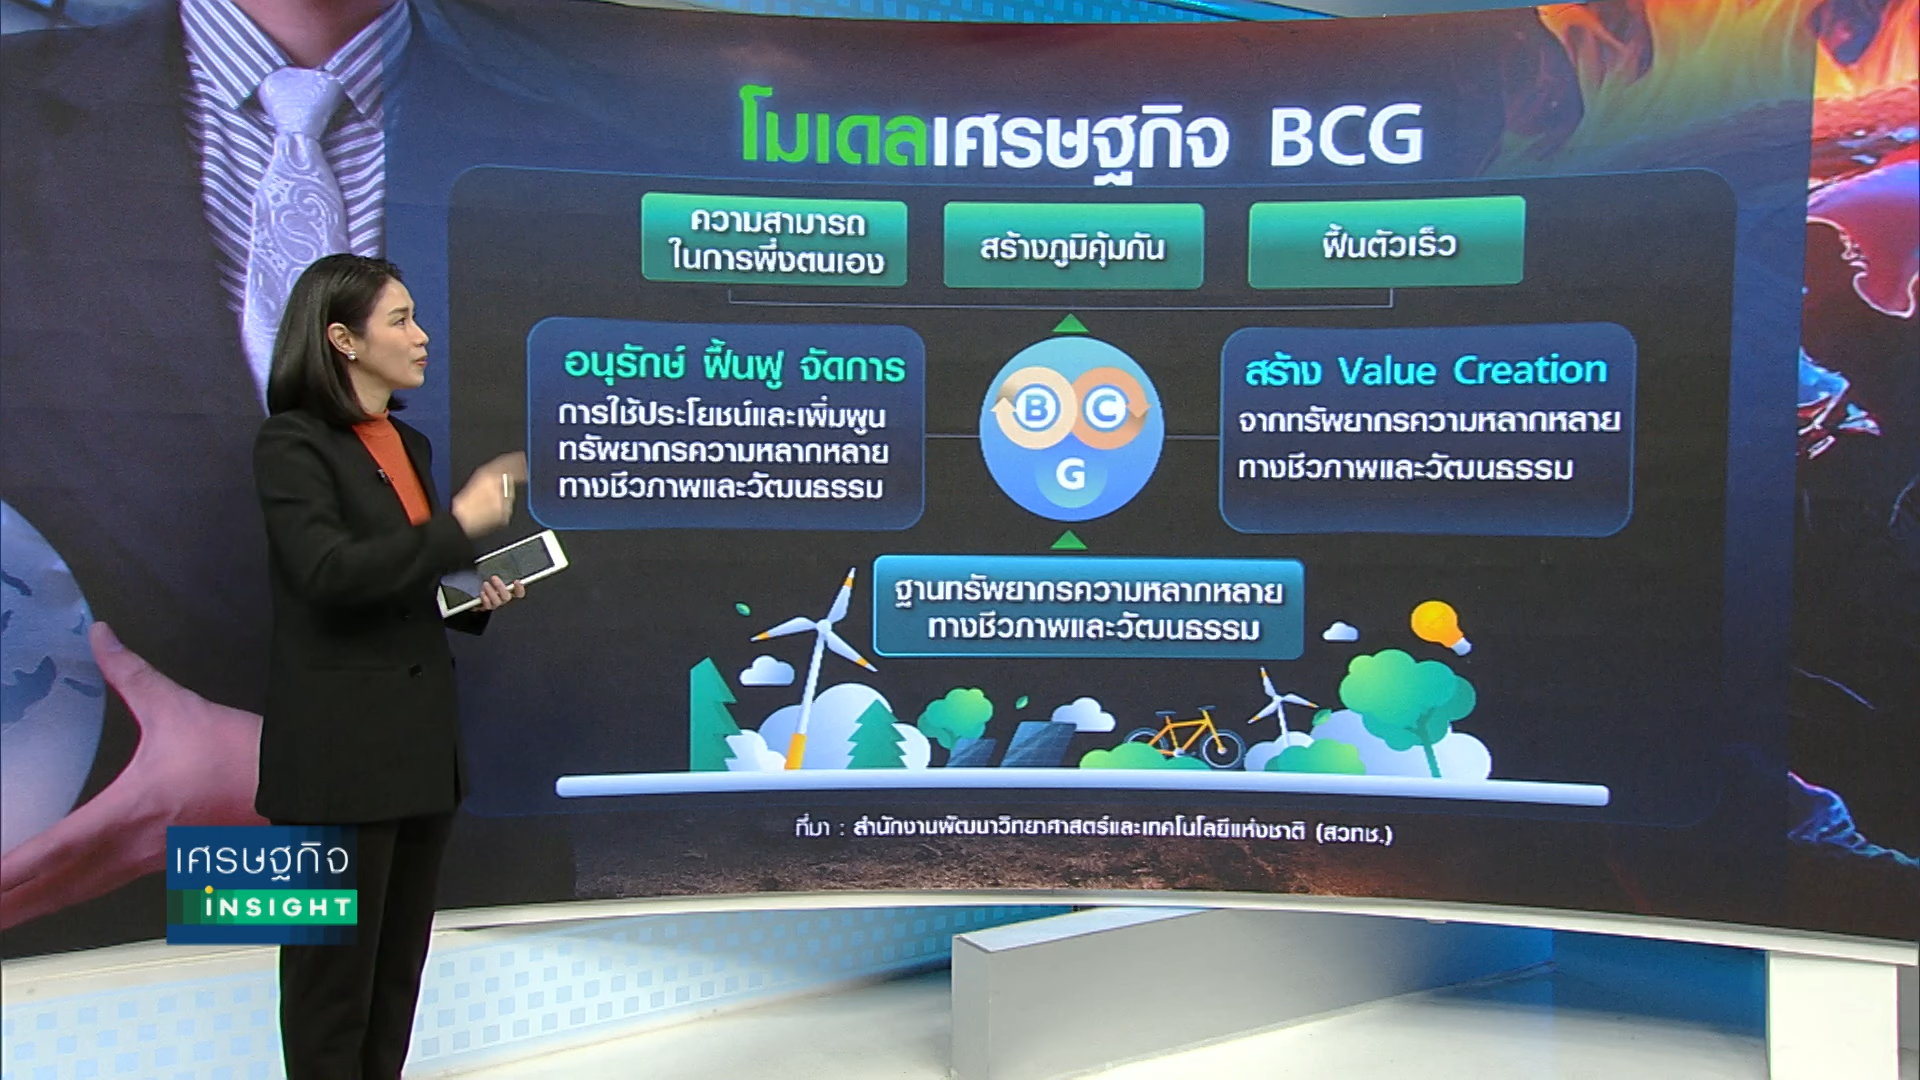 โมเดลเศรษฐกิจ BCG
ความสามารถ
ในการพึ่งตนเอง
สร้างภูมิคุ้มกัน
ฟื้นตัวเร็ว
อนุรักษ์ ฟื้นฟู จัดการ
การใช้ประโยชน์และเพิ่มพูน
ทรัพยากรความหลากหลาย
ทางชีวภาพและวัฒนธรรม
B C
G
สร้าง Value Creation
จากทรัพยากรความหลากหลาย
ทางชีวภาพและวัฒนธรรม
ฐานทรัพยากรความหลากหลาย
ทางชีวภาพและวัฒนธรรม
ที่มา : สำนักงานพัฒนาวิทยาศาสตร์และเทคโนโลยีแห่งชาติ (สวทช.)
เศรษฐกิจ
INSIGHT